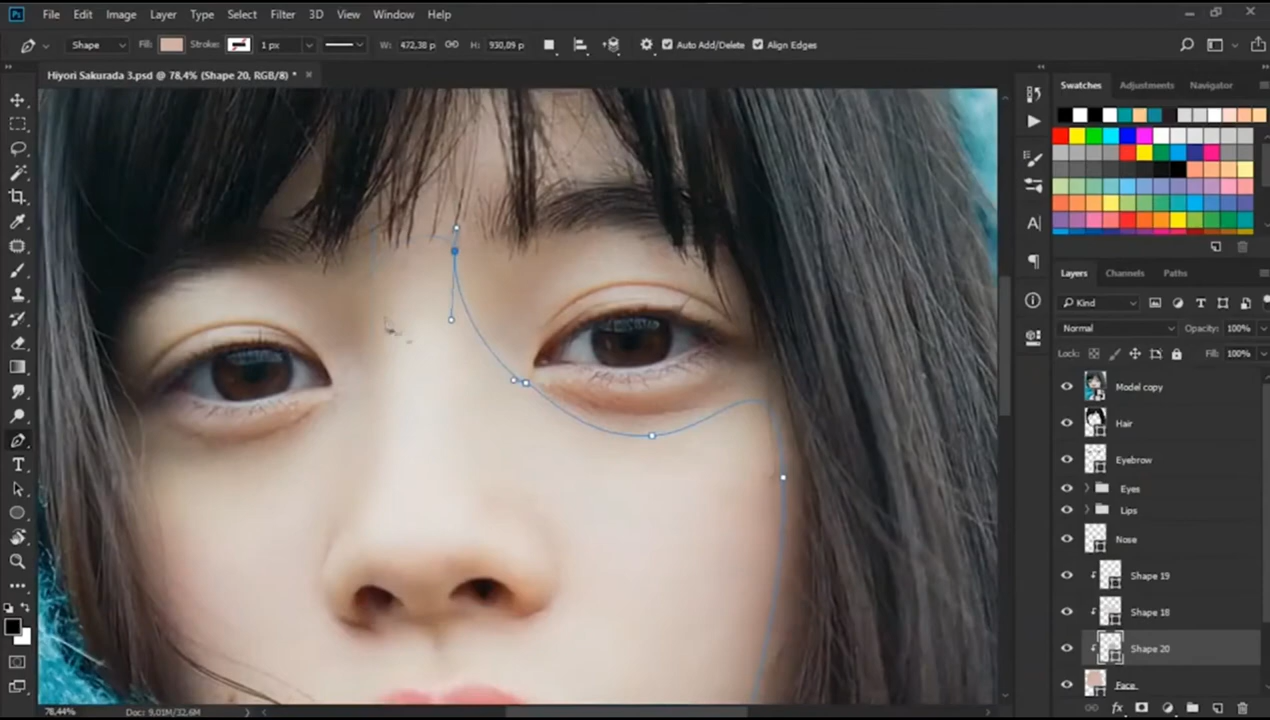 Ps File Edit Image Layer Type Select Filter 3D View Window Help
Shape Fill: Stroke: 1 px W: 472,38 p H: 930,09 p Auto Add/Delete Align Edges
Hiyori Sakurada 3.psd @ 78,4% (Shape 20, RGB/8) *
Swatches Adjustments Navigator
Layers Channels Paths
Kind
Normal Opacity: 100%
Lock: Fill: 100%
Model copy
Hair
Eyebrow
Eyes
Lips
Nose
Shape 19
Shape 18
Shape 20
Face
78,44% Doc: 9,01M/32,6M
fx